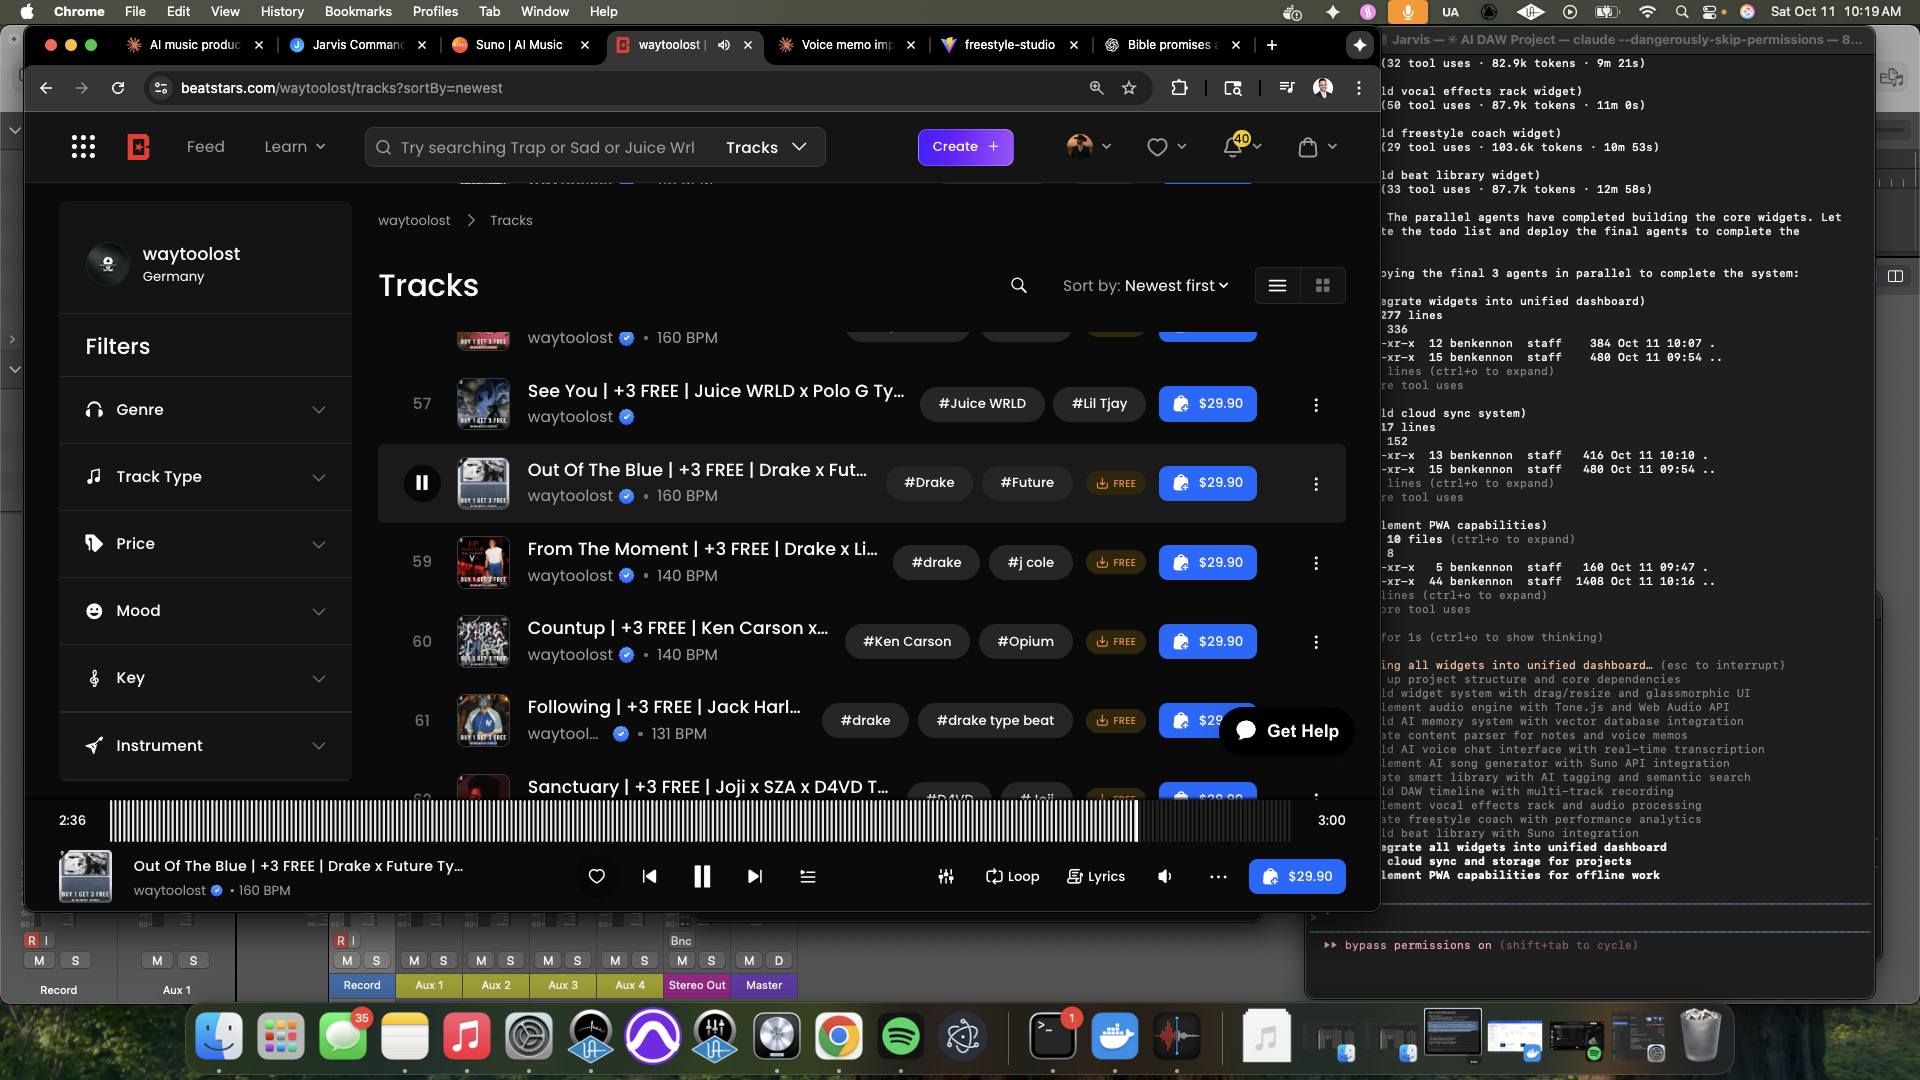 Chrome File Edit View History Bookmarks Profiles Tab Window Help
UA
Sat Oct 11 10:19 AM
AI music produc
Jarvis Comman
Suno | AI Music
waytoolost |
Voice memo imp
freestyle-studio
Bible promises a
Jarvis — ✳ AI DAW Project — claude --dangerously-skip-permissions — 8...
beatstars.com/waytoolost/tracks?sortBy=newest
Feed
Learn
Try searching Trap or Sad or Juice Wrl
Tracks
Create +
40
waytoolost
Germany
Filters
Genre
Track Type
Price
Mood
Key
Instrument
waytoolost > Tracks
Tracks
Sort by: Newest first
waytoolost • 160 BPM
57
See You | +3 FREE | Juice WRLD x Polo G Ty...
waytoolost
#Juice WRLD
#Lil Tjay
$29.90
Out Of The Blue | +3 FREE | Drake x Fut...
waytoolost • 160 BPM
#Drake
#Future
FREE
$29.90
59
From The Moment | +3 FREE | Drake x Li...
waytoolost • 140 BPM
#drake
#j cole
FREE
$29.90
60
Countup | +3 FREE | Ken Carson x...
waytoolost • 140 BPM
#Ken Carson
#Opium
FREE
$29.90
61
Following | +3 FREE | Jack Harl...
waytool... • 131 BPM
#drake
#drake type beat
FREE
Get Help
Sanctuary | +3 FREE | Joji x SZA x D4VD T...
2:36
3:00
Out Of The Blue | +3 FREE | Drake x Future Ty...
waytoolost • 160 BPM
Loop
Lyrics
$29.90
(32 tool uses · 82.9k tokens · 9m 21s)
ld vocal effects rack widget)
(50 tool uses · 87.9k tokens · 11m 0s)
ld freestyle coach widget)
(29 tool uses · 103.6k tokens · 10m 53s)
ld beat library widget)
(33 tool uses · 87.7k tokens · 12m 58s)
The parallel agents have completed building the core widgets. Let
te the todo list and deploy the final agents to complete the
oying the final 3 agents in parallel to complete the system:
egrate widgets into unified dashboard)
277 lines
336
-xr-x 12 benkennon staff 384 Oct 11 10:07 .
-xr-x 15 benkennon staff 480 Oct 11 09:54 ..
lines (ctrl+o to expand)
re tool uses
ld cloud sync system)
17 lines
152
-xr-x 13 benkennon staff 416 Oct 11 10:10 .
-xr-x 15 benkennon staff 480 Oct 11 09:54 ..
lines (ctrl+o to expand)
re tool uses
lement PWA capabilities)
10 files (ctrl+o to expand)
8
-xr-x 5 benkennon staff 160 Oct 11 09:47 .
-xr-x 44 benkennon staff 1408 Oct 11 10:16 ..
lines (ctrl+o to expand)
ore tool uses
for 1s (ctrl+o to show thinking)
ing all widgets into unified dashboard… (esc to interrupt)
up project structure and core dependencies
ld widget system with drag/resize and glassmorphic UI
lement audio engine with Tone.js and Web Audio API
ld AI memory system with vector database integration
ate content parser for notes and voice memos
ld AI voice chat interface with real-time transcription
lement AI song generator with Suno API integration
ate smart library with AI tagging and semantic search
ld DAW timeline with multi-track recording
lement vocal effects rack and audio processing
ate freestyle coach with performance analytics
ld beat library with Suno integration
egrate all widgets into unified dashboard
cloud sync and storage for projects
lement PWA capabilities for offline work
>
bypass permissions on (shift+tab to cycle)
R I
R I
Bnc
M S M S M S M S M S M S M S M S M D
Record Aux 1 Record Aux 1 Aux 2 Aux 3 Aux 4 Stereo Out Master
35
1